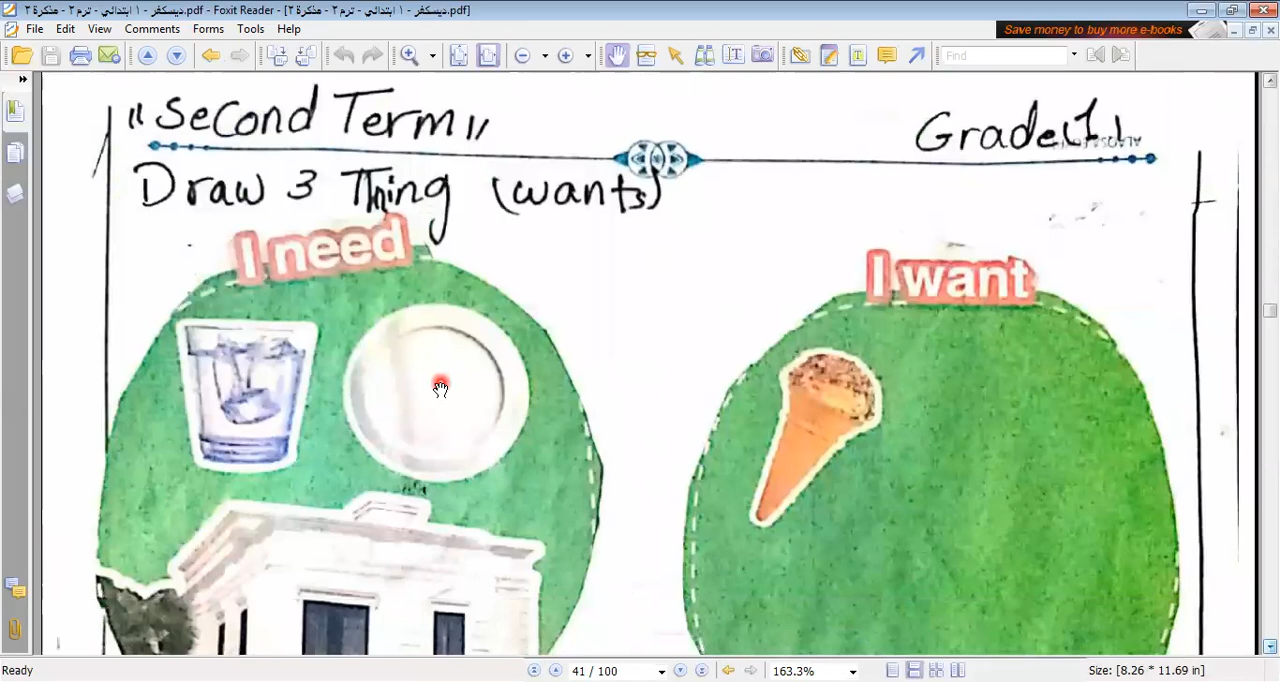 ديسكفر - ١ ابتدائي - ترم ٢ - مذكرة ٢.pdf - Foxit Reader - [ديسكفر - ١ ابتدائي - ترم ٢ - مذكرة ٢.pdf]
File Edit View Comments Forms Tools Help
Save money to buy more e-books
Find
"Second Term"
Grade(1)
Draw 3 Thing (wants)
I need
I want
Ready
41 / 100
163.3%
Size: [8.26 * 11.69 in]